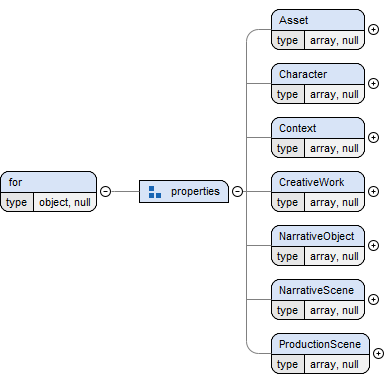 Asset
type array, null
Character
type array, null
Context
type array, null
for
type object, null
properties
CreativeWork
type array, null
NarrativeObject
type array, null
NarrativeScene
type array, null
ProductionScene
type array, null